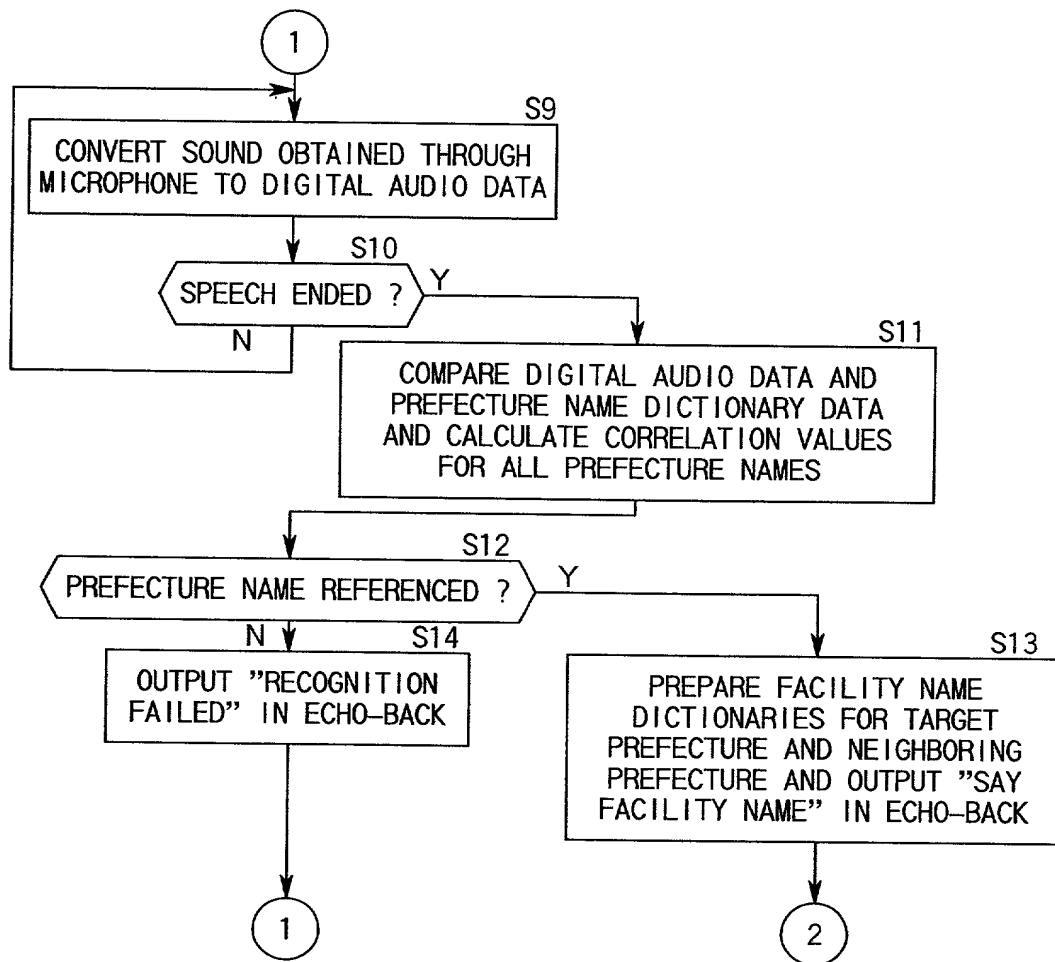 1
S9
CONVERT SOUND OBTAINED THROUGH
MICROPHONE TO DIGITAL AUDIO DATA
S10
SPEECH ENDED ?
Y
N
S11
COMPARE DIGITAL AUDIO DATA AND
PREFECTURE NAME DICTIONARY DATA
AND CALCULATE CORRELATION VALUES
FOR ALL PREFECTURE NAMES
S12
PREFECTURE NAME REFERENCED ?
Y
N
S14
OUTPUT ”RECOGNITION
FAILED” IN ECHO-BACK
S13
PREPARE FACILITY NAME
DICTIONARIES FOR TARGET
PREFECTURE AND NEIGHBORING
PREFECTURE AND OUTPUT ”SAY
FACILITY NAME” IN ECHO-BACK
1
2